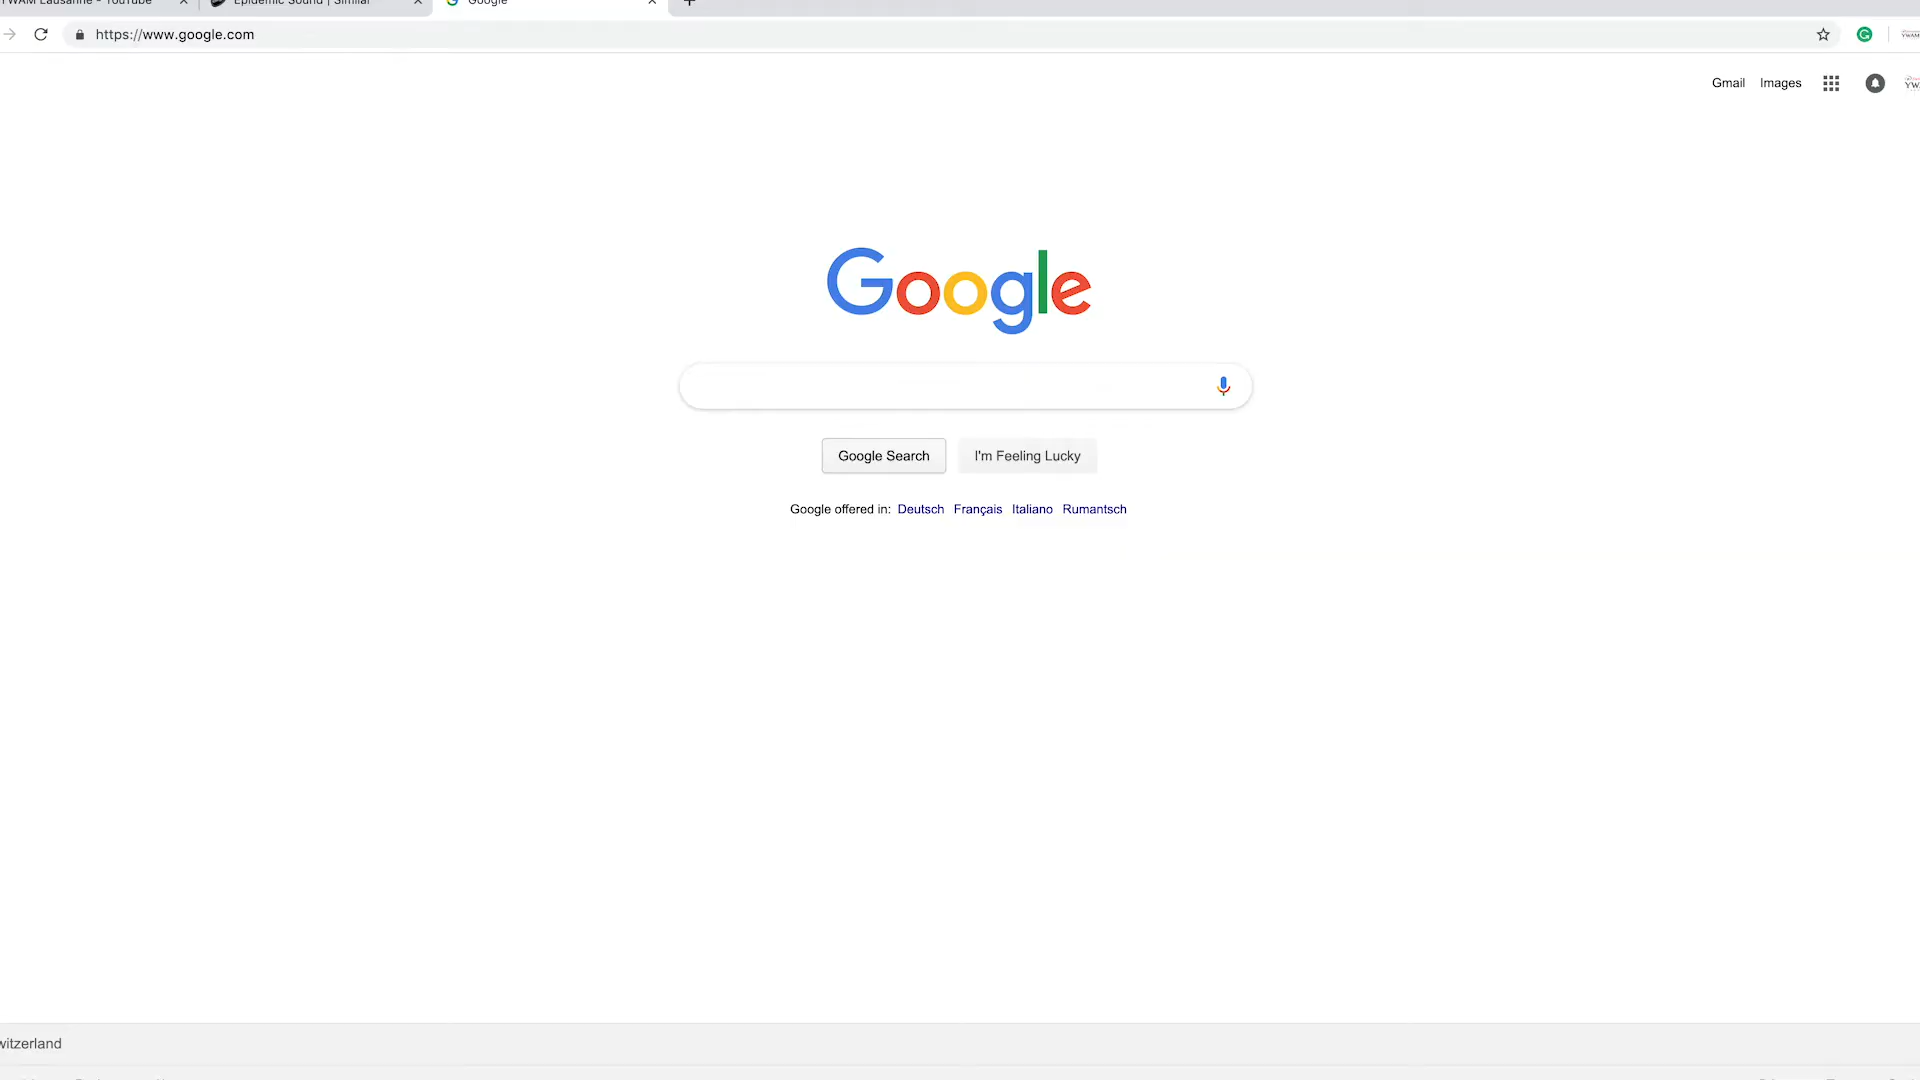 YWAM Lausanne - YouTube
Epidemic Sound | Similar
Google
https://www.google.com
Gmail Images
Google
Google Search
I'm Feeling Lucky
Google offered in: Deutsch Français Italiano Rumantsch
witzerland